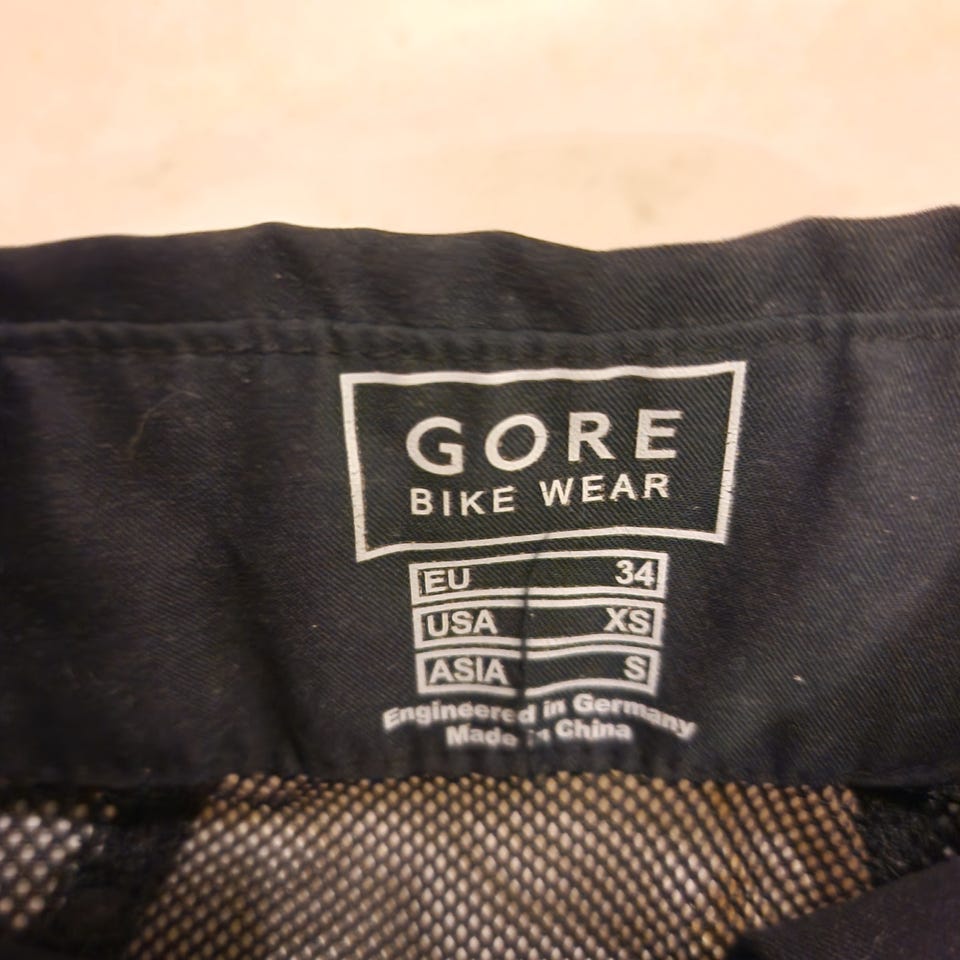 GORE
BIKE WEAR
EU 34
USA XS
ASIA S
Engineered in Germany
Made in China